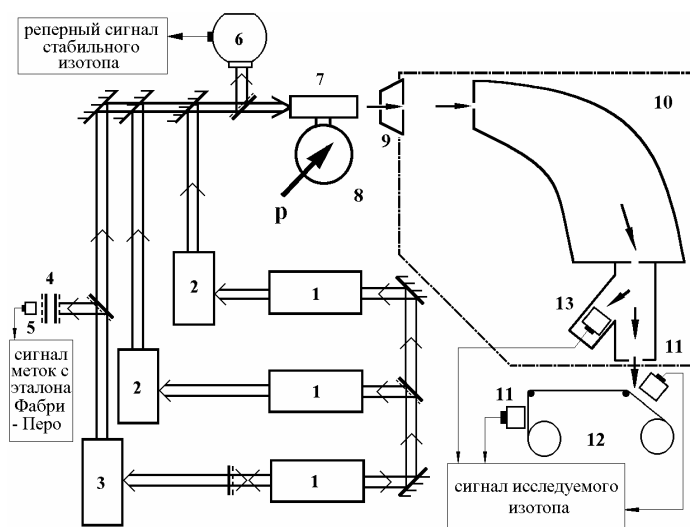 реперный сигнал
стабильного
изотопа
6
7
10
9
8
p
2
1
4
5
13
11
сигнал
меток с
эталона
Фабри
- Перо
2
1
11
12
3
1
сигнал исследуемого
изотопа